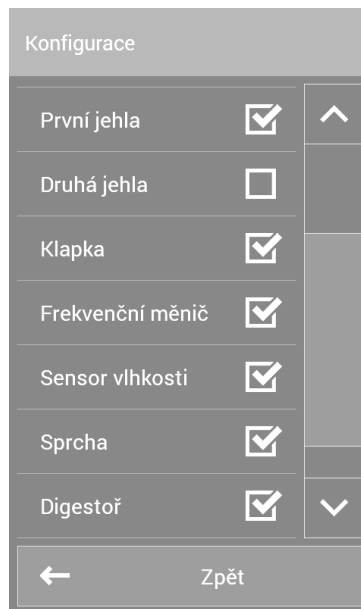 Konfigurace
První jehla
Druhá jehla
Klapka
Frekvenční měnič
Sensor vlhkosti
Sprcha
Digestoř
Zpět